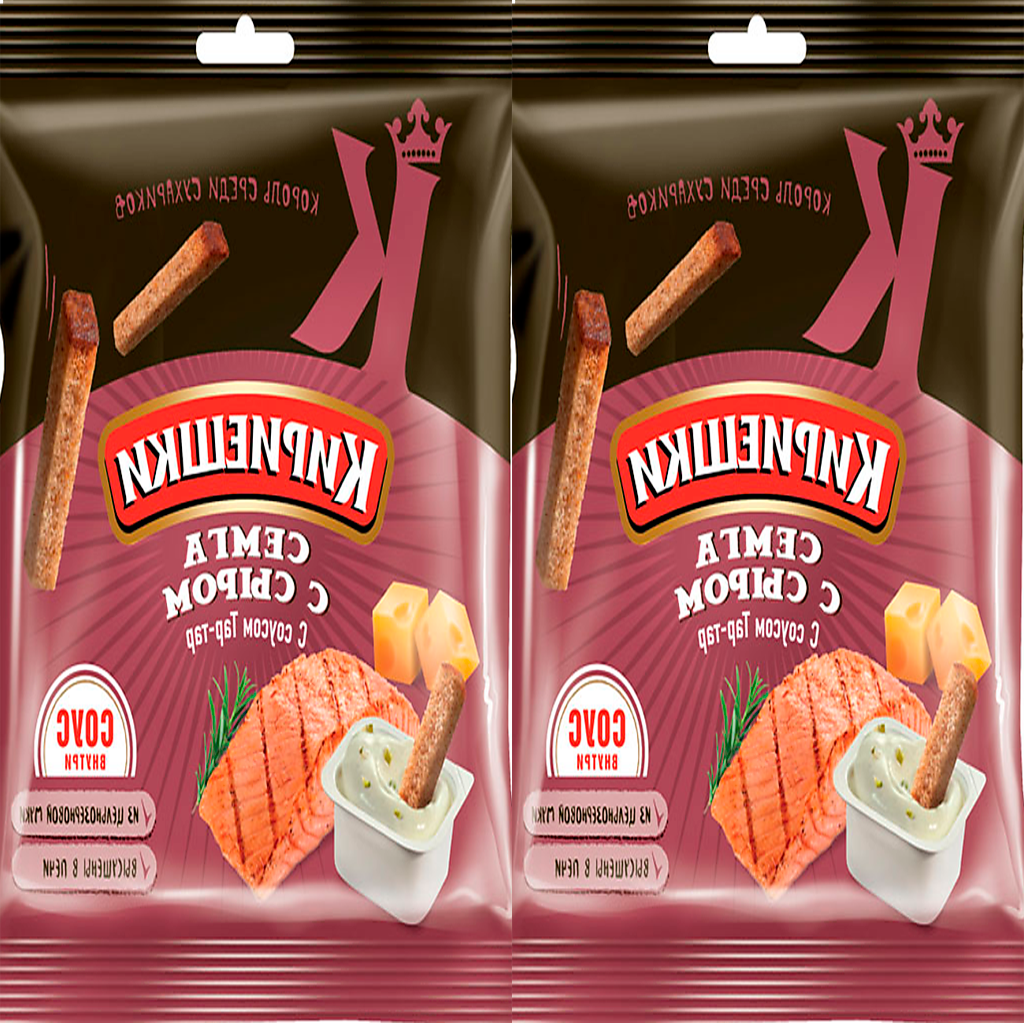 КОРОЛЬ СРЕДИ СУХАРИКОВ
КИРИЕШКИ
СЕМГА
С СЫРОМ
С соусом Тар-тар
СОУС
ВНУТРИ
ИЗ ЦЕЛЬНОЗЕРНОВОЙ МУКИ
ВЫСУШЕНЫ В ПЕЧИ
КОРОЛЬ СРЕДИ СУХАРИКОВ
КИРИЕШКИ
СЕМГА
С СЫРОМ
С соусом Тар-тар
СОУС
ВНУТРИ
ИЗ ЦЕЛЬНОЗЕРНОВОЙ МУКИ
ВЫСУШЕНЫ В ПЕЧИ